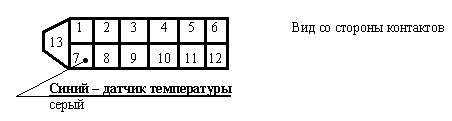 1 2 3 4 5 6
Вид со стороны контактов
13
7 8 9 10 11 12
Синий – датчик температуры
серый